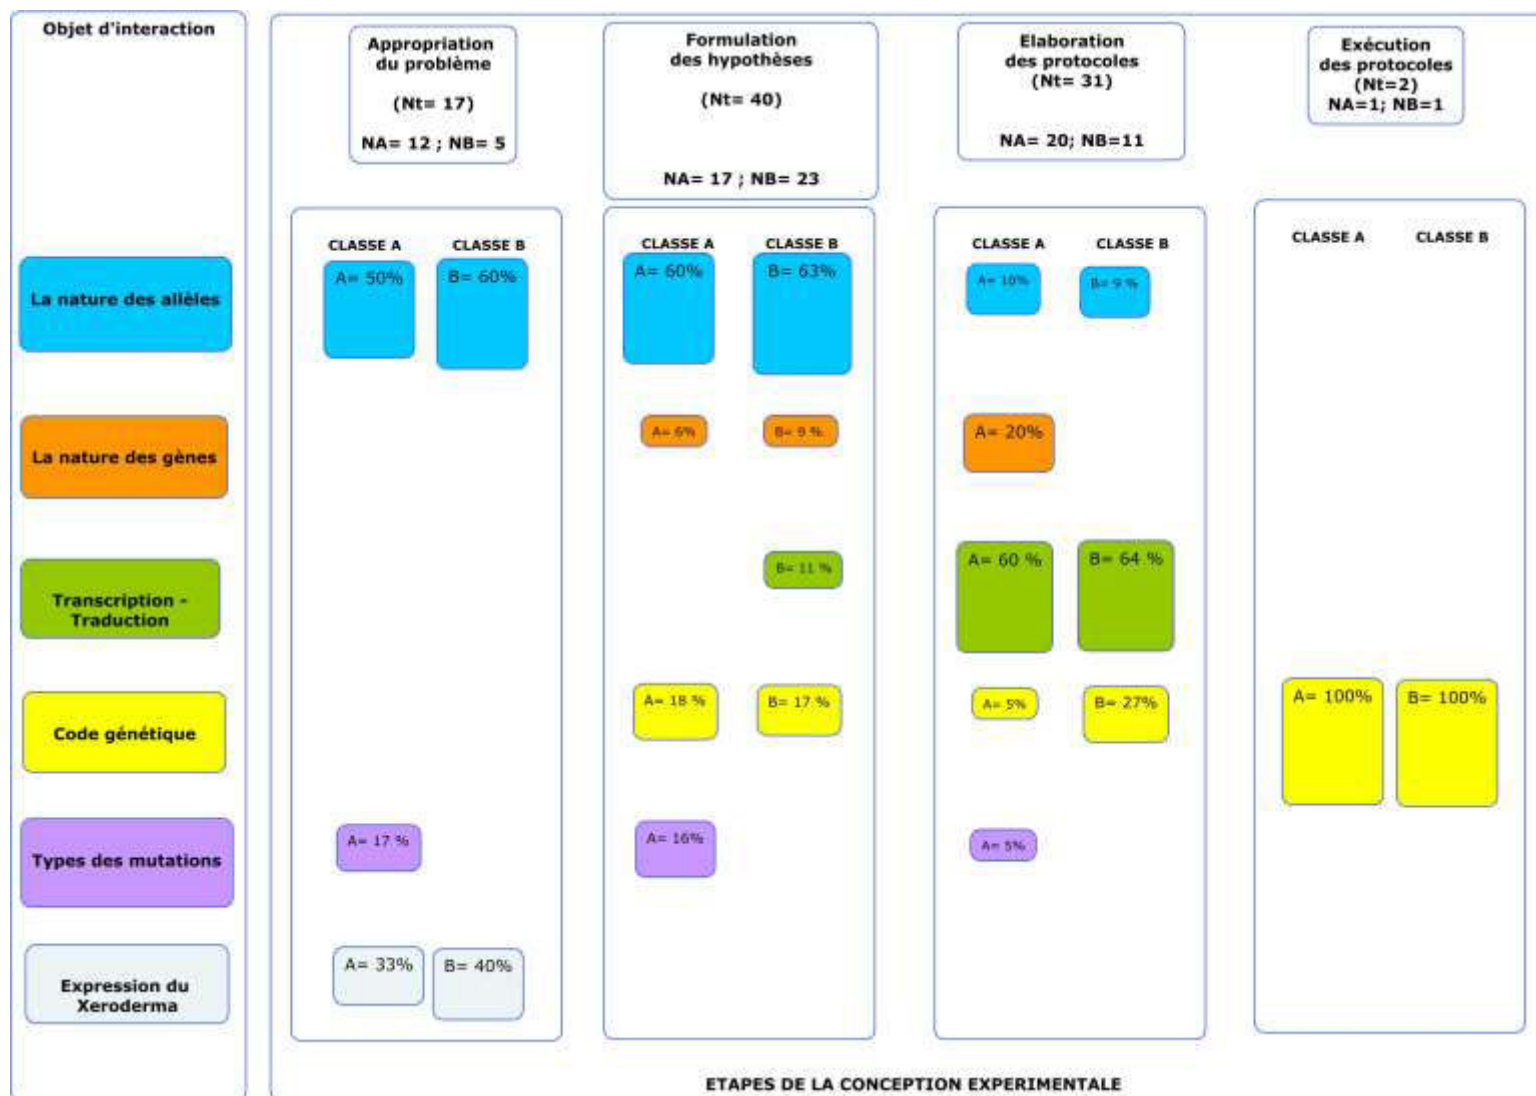 Objet d'interaction
Appropriation
du problème
(Nt= 17)
NA= 12 ; NB= 5
Formulation
des hypothèses
(Nt= 40)
NA= 17 ; NB= 23
Elaboration
des protocoles
(Nt= 31)
NA= 20; NB=11
Exécution
des protocoles
(Nt=2)
NA=1; NB=1
CLASSE A CLASSE B
CLASSE A CLASSE B
CLASSE A CLASSE B
CLASSE A CLASSE B
La nature des allèles
A= 50% B= 60%
A= 60% B= 63%
A= 10% B= 9 %
La nature des gènes
A= 6% B= 9 %
A= 20%
Transcription -
Traduction
B= 11 %
A= 60 % B= 64 %
Code génétique
A= 18 % B= 17 %
A= 5% B= 27%
A= 100% B= 100%
Types des mutations
A= 17 %
A= 16%
A= 5%
Expression du
Xeroderma
A= 33% B= 40%
ETAPES DE LA CONCEPTION EXPERIMENTALE